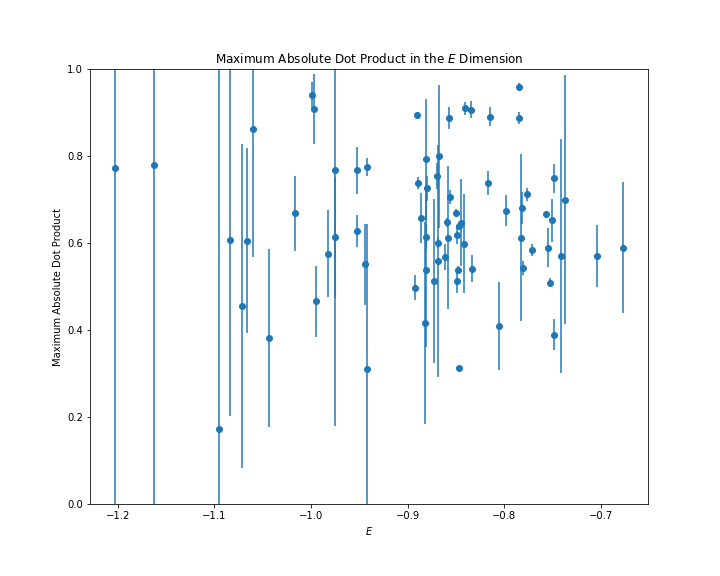 Maximum Absolute Dot Product in the E Dimension
1.0
0.8
0.6
0.4
0.2
0.0
Maximum Absolute Dot Product
−1.2 −1.1 −1.0 −0.9 −0.8 −0.7
E